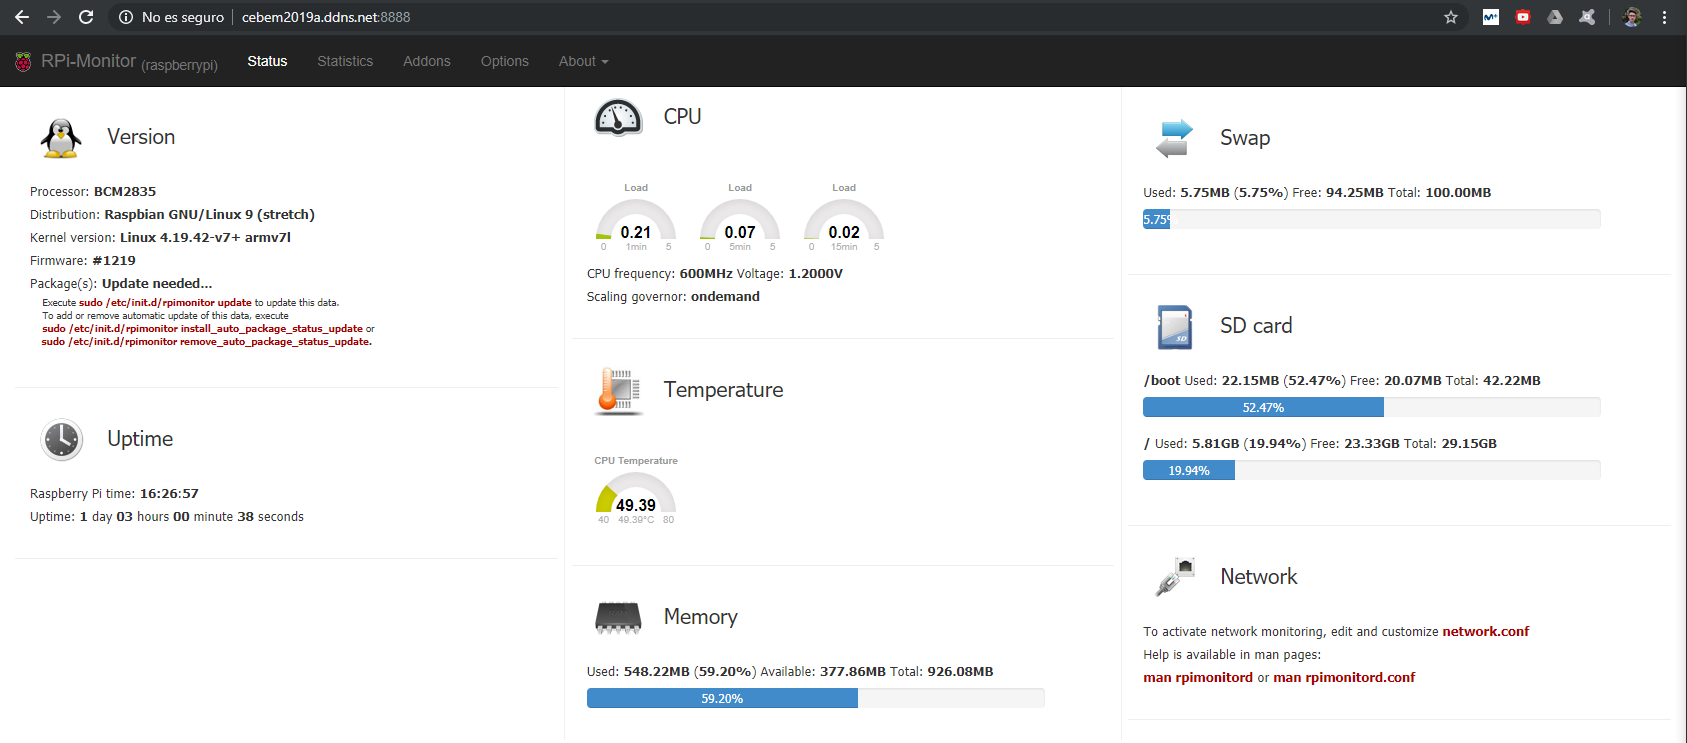 No es seguro cebem2019a.ddns.net:8888
RPi-Monitor (raspberrypi) Status Statistics Addons Options About
Version
Processor: BCM2835
Distribution: Raspbian GNU/Linux 9 (stretch)
Kernel version: Linux 4.19.42-v7+ armv7l
Firmware: #1219
Package(s): Update needed...
Execute sudo /etc/init.d/rpimonitor update to update this data.
To add or remove automatic update of this data, execute
sudo /etc/init.d/rpimonitor install_auto_package_status_update or
sudo /etc/init.d/rpimonitor remove_auto_package_status_update.
Uptime
Raspberry Pi time: 16:26:57
Uptime: 1 day 03 hours 00 minute 38 seconds
CPU
Load Load Load
0.21 0.07 0.02
0 1min 5 0 5min 5 0 15min 5
CPU frequency: 600MHz Voltage: 1.2000V
Scaling governor: ondemand
Temperature
CPU Temperature
49.39
40 49.39°C 80
Memory
Used: 548.22MB (59.20%) Available: 377.86MB Total: 926.08MB
59.20%
Swap
Used: 5.75MB (5.75%) Free: 94.25MB Total: 100.00MB
5.75%
SD card
/boot Used: 22.15MB (52.47%) Free: 20.07MB Total: 42.22MB
52.47%
/ Used: 5.81GB (19.94%) Free: 23.33GB Total: 29.15GB
19.94%
Network
To activate network monitoring, edit and customize network.conf
Help is available in man pages:
man rpimonitord or man rpimonitord.conf